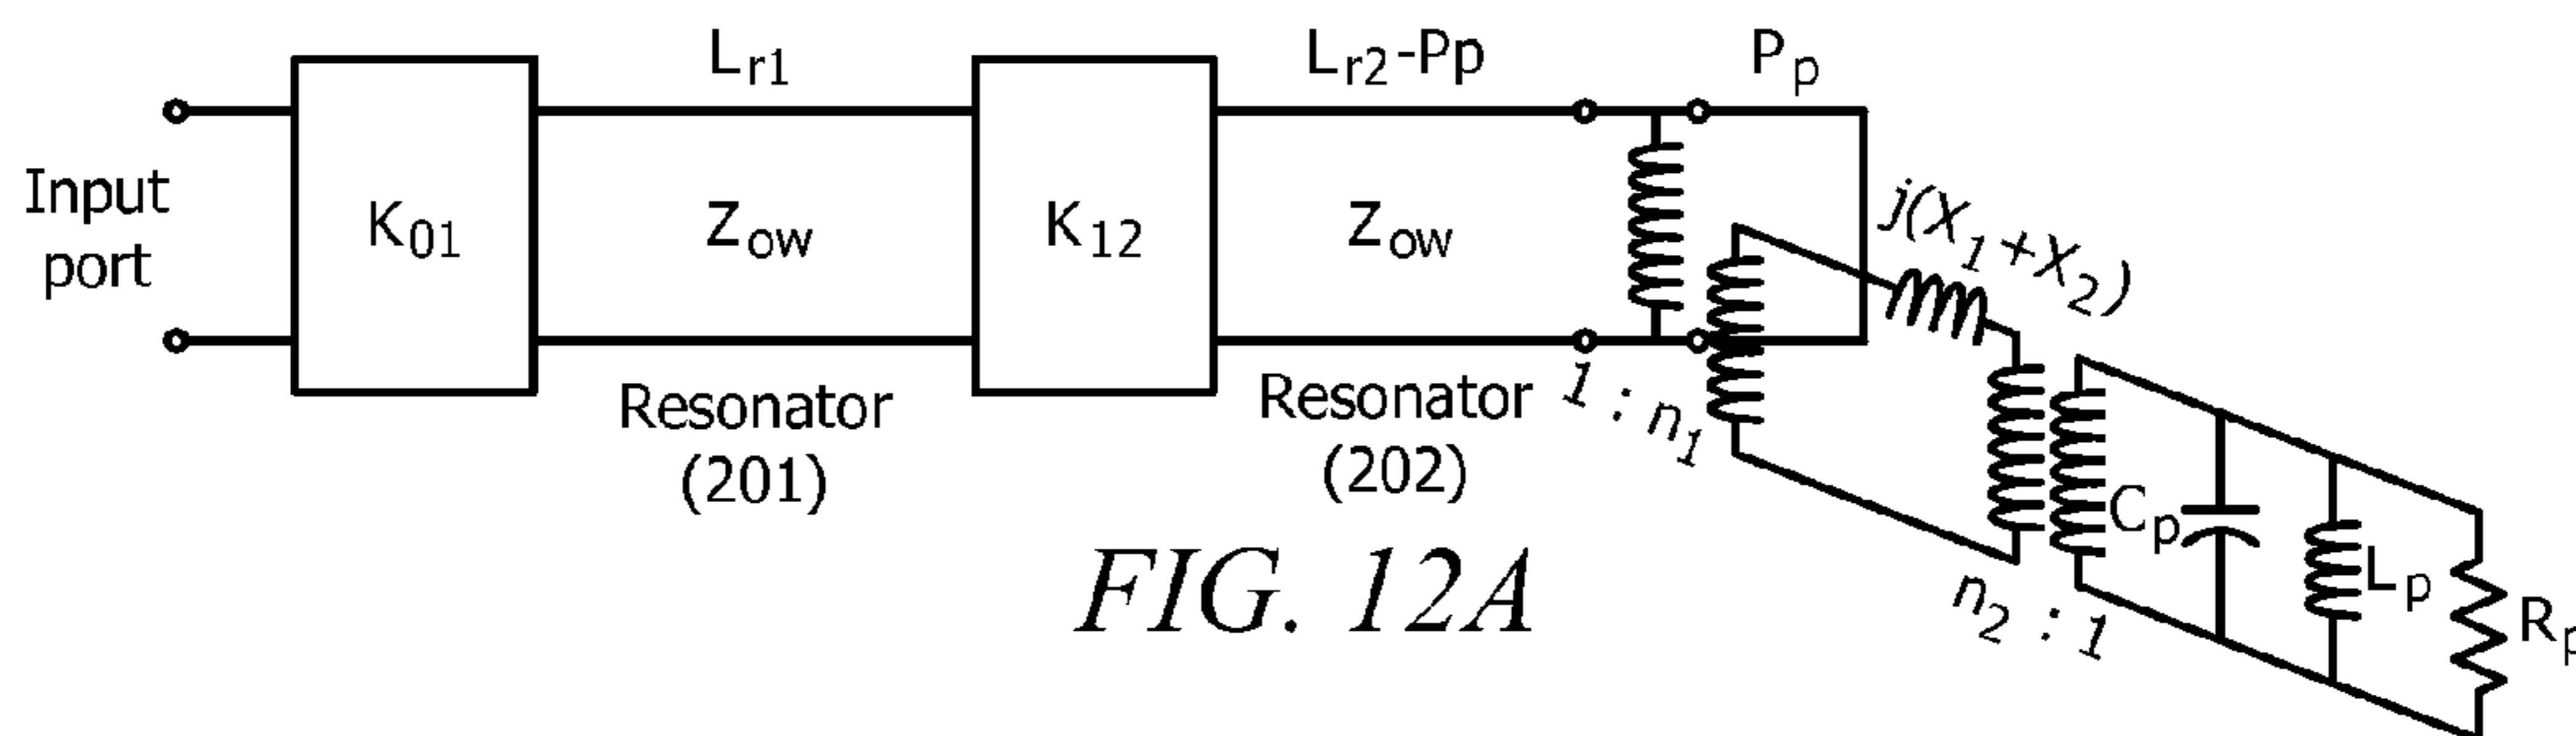 Input
port
K01
Lr1
Zow
Resonator
(201)
K12
Lr2-Pp
Zow
Resonator
(202)
Pp
1 : n1
j(X1+X2)
n2 : 1
Cp
Lp
Rp
FIG. 12A